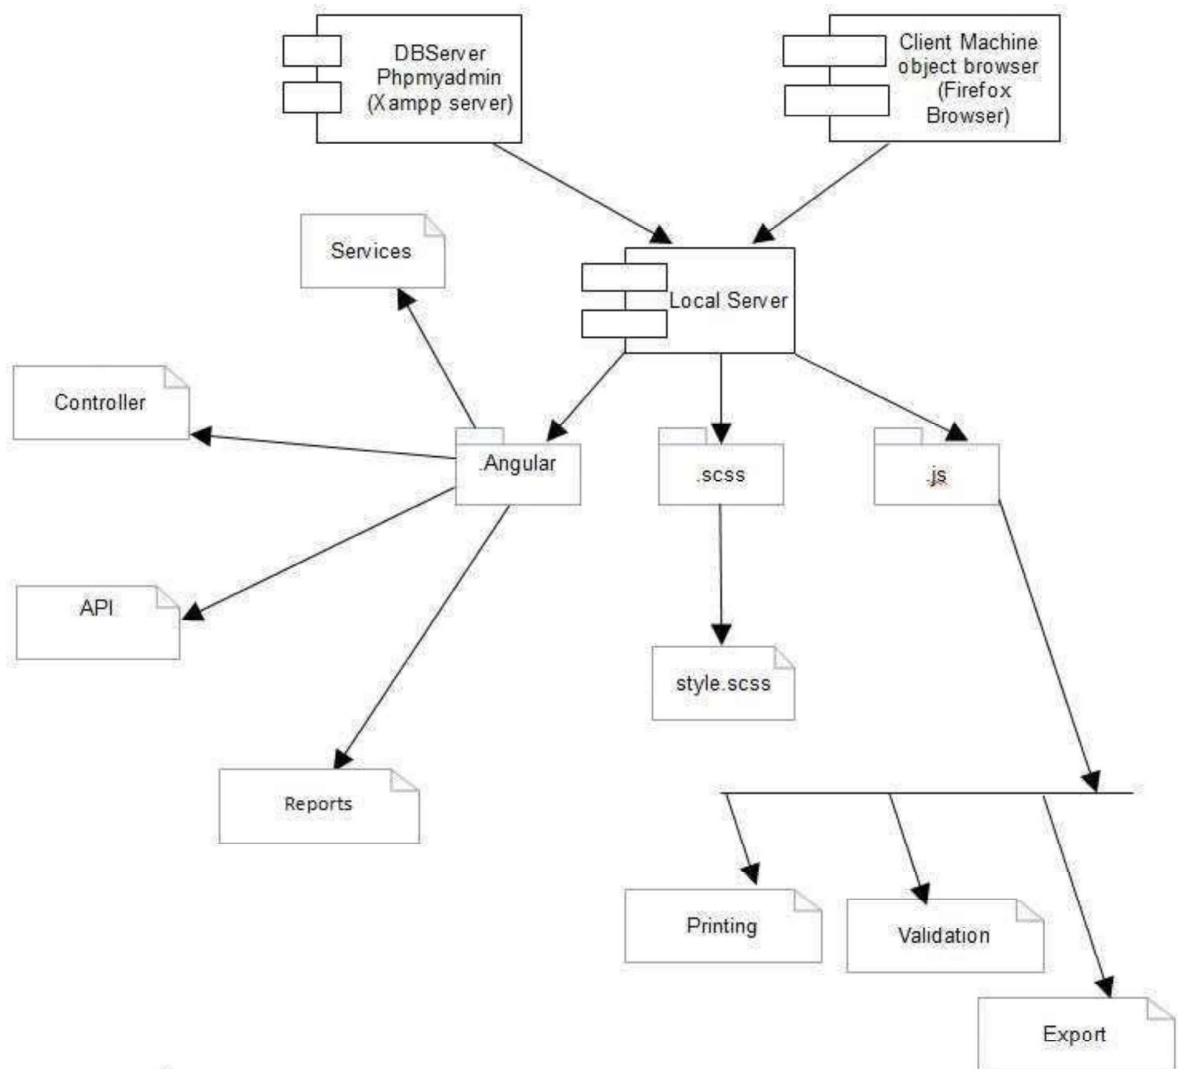 DBServer
Phpmyadmin
(Xampp server)
Client Machine
object browser
(Firefox
Browser)
Services
Local Server
Controller
.Angular
.scss
.js
API
style.scss
Reports
Printing
Validation
Export